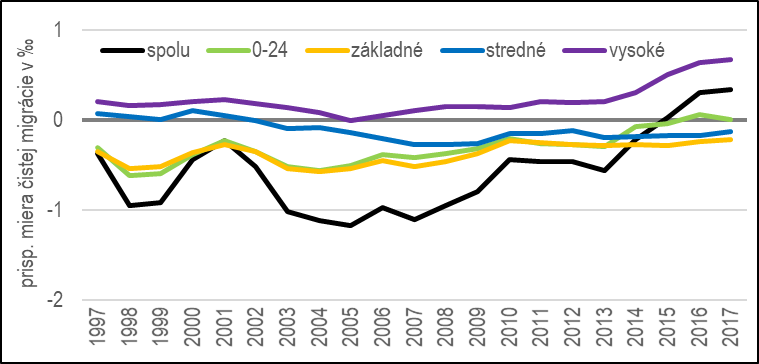 prisp. miera čistej migrácie v ‰
1
0
-1
-2
spolu 0-24 základné stredné vysoké
1997 1998 1999 2000 2001 2002 2003 2004 2005 2006 2007 2008 2009 2010 2011 2012 2013 2014 2015 2016 2017